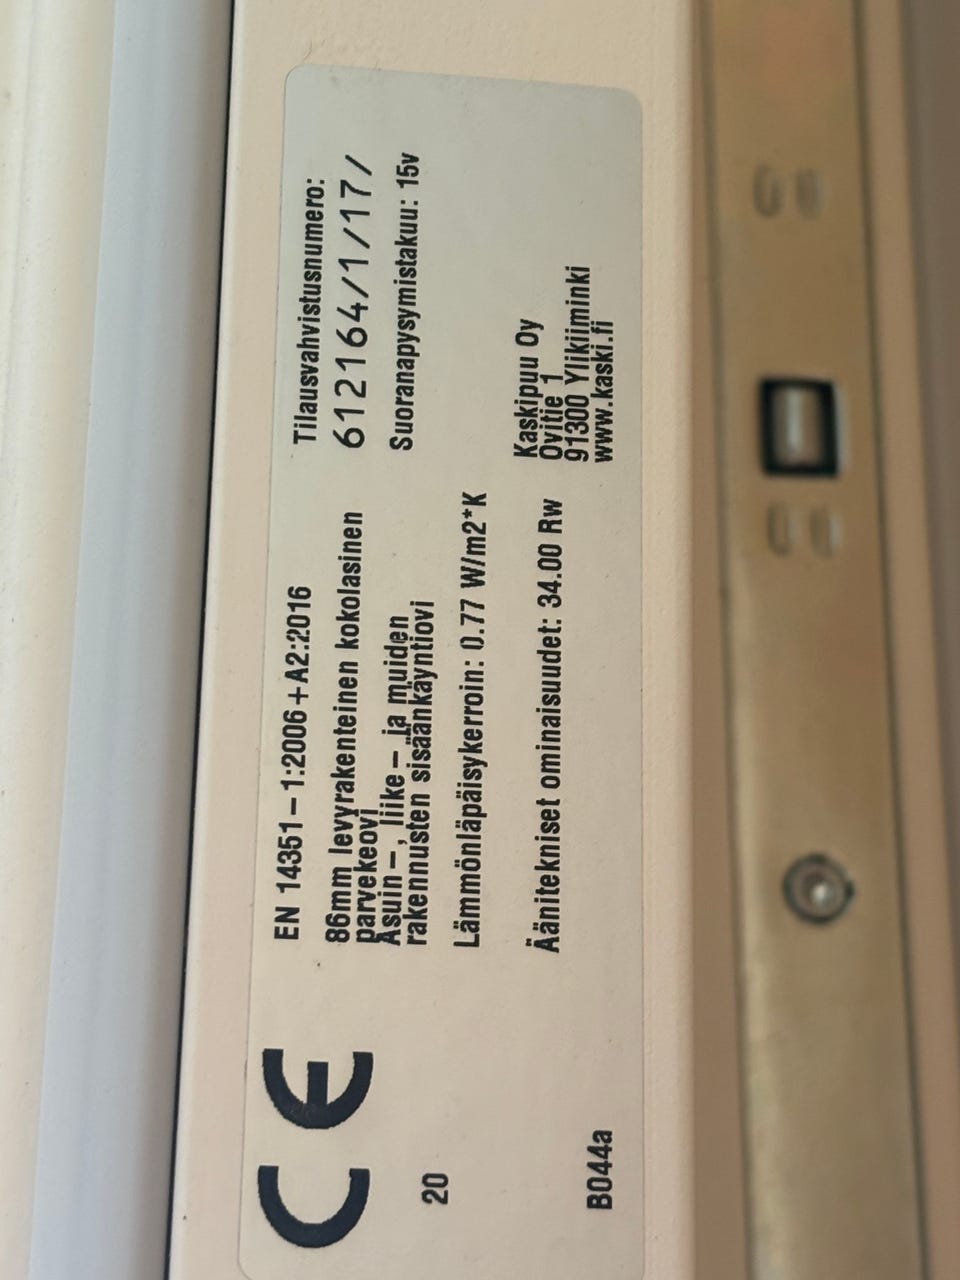 CE
20
B044a
EN 14351-1:2006+A2:2016
86mm levyrakenteinen kokolasinen
parvekeovi
Asuin-, liike- ja muiden
rakennusten sisäänkäyntiovi
Lämmönläpäisykerroin: 0.77 W/m2*K
Äänitekniset ominaisuudet: 34.00 Rw
Tilausvahvistusnumero:
612164/1/17/
Suoranapysymistakuu: 15v
Kaskipuu Oy
Ovitie 1
91300 Ylikiiminki
www.kaski.fi